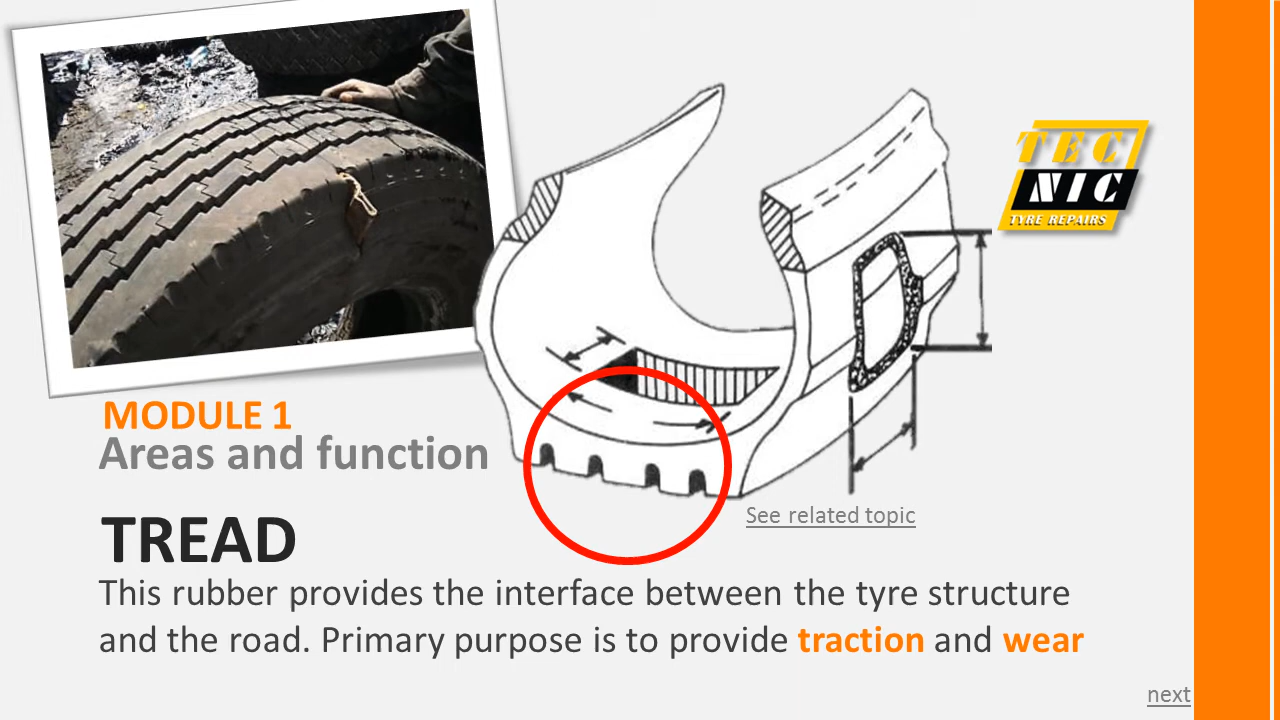 TEC
NIC
TYRE REPAIRS
MODULE 1
Areas and function
See related topic
TREAD
This rubber provides the interface between the tyre structure
and the road. Primary purpose is to provide traction and wear
next